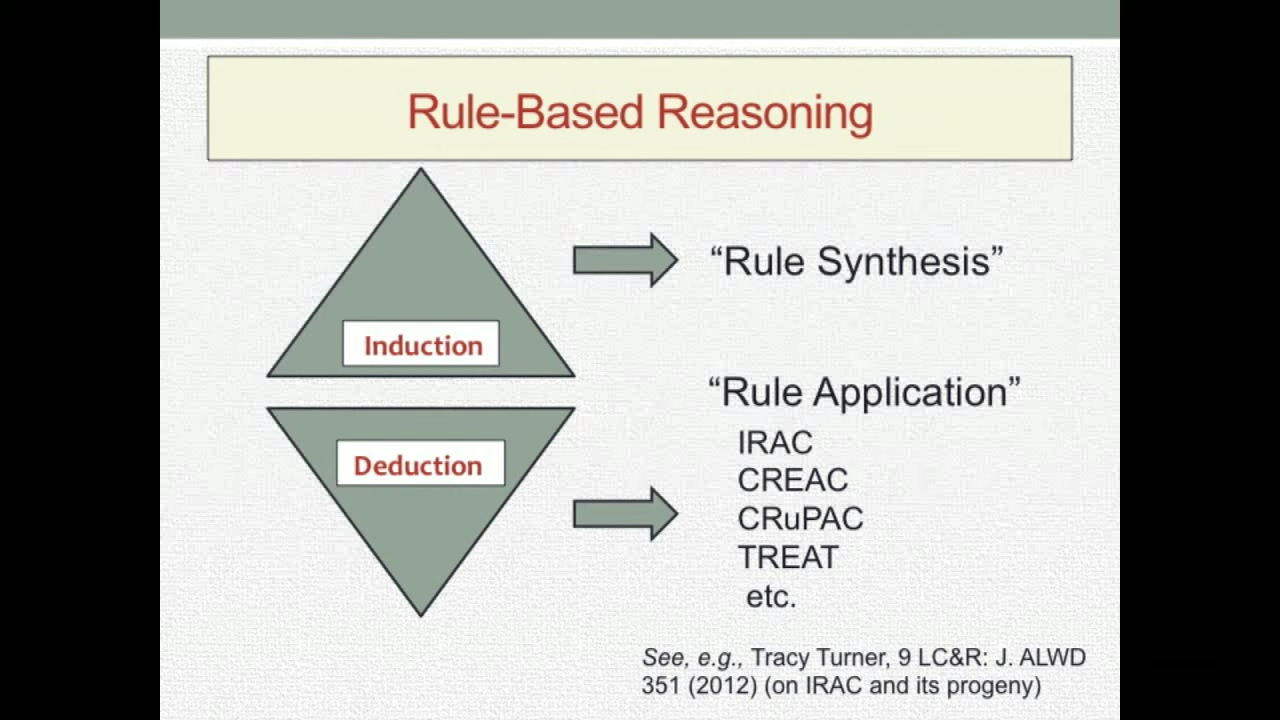 Rule-Based Reasoning
“Rule Synthesis”
Induction
“Rule Application”
Deduction
IRAC
CREAC
CRuPAC
TREAT
etc.
See, e.g., Tracy Turner, 9 LC&R: J. ALWD
351 (2012) (on IRAC and its progeny)